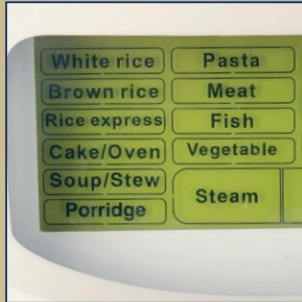 White rice
Brown rice
Rice express
Cake/Oven
Soup/Stew
Porridge
Pasta
Meat
Fish
Vegetable
Steam